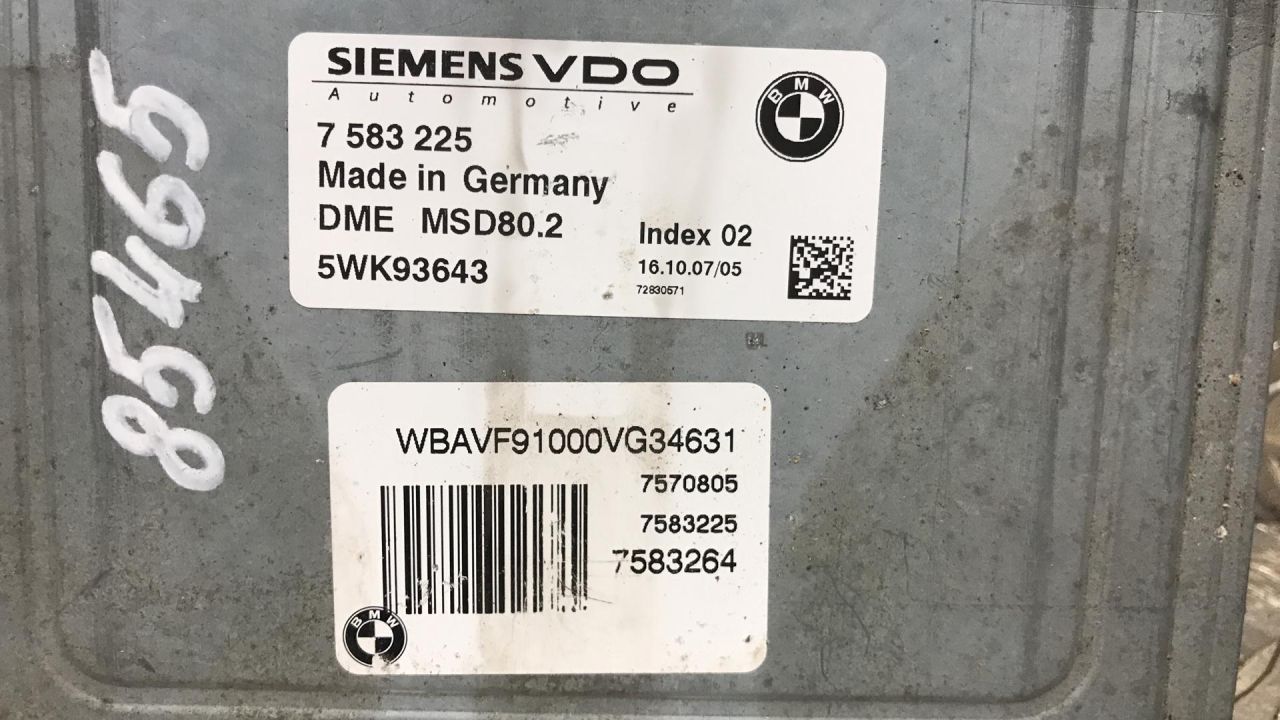 SIEMENS VDO
Automotive
BMW
7 583 225
Made in Germany
DME MSD80.2
5WK93643
Index 02
16.10.07/05
72830571
85465
WBAVF91000VG34631
7570805
7583225
7583264
BMW